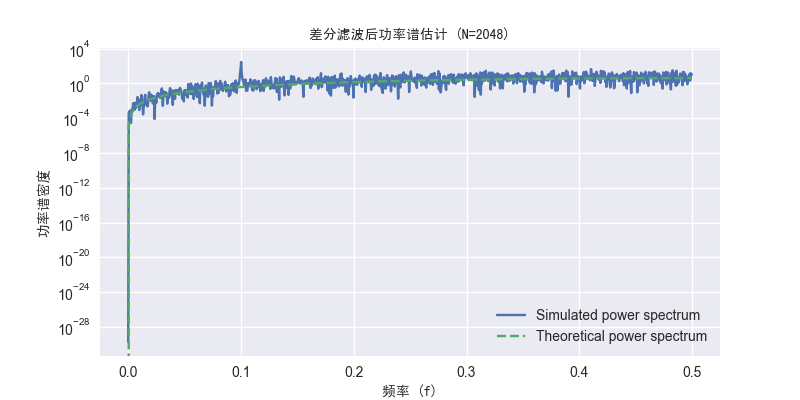 差分滤波后功率谱估计 (N=2048)
功率谱密度
10^4
10^0
10^−4
10^−8
10^−12
10^−16
10^−20
10^−24
10^−28
Simulated power spectrum
Theoretical power spectrum
0.0 0.1 0.2 0.3 0.4 0.5
频率 (f)